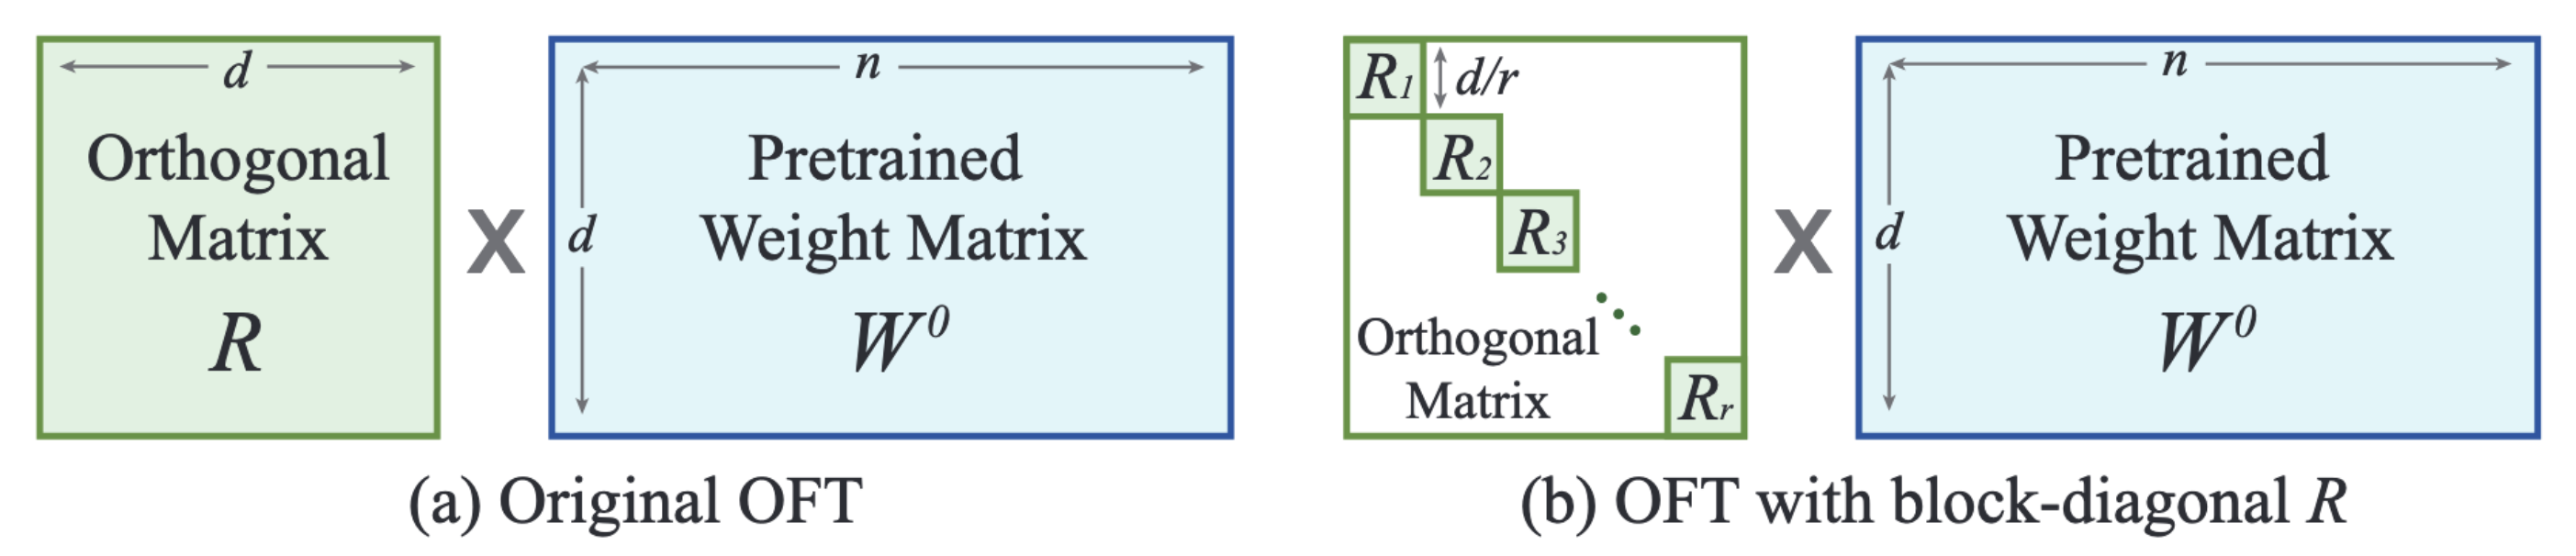 d
Orthogonal
Matrix
R
X
n
d
Pretrained
Weight Matrix
W⁰
(a) Original OFT
R₁
d/r
R₂
R₃
Orthogonal
Matrix
Rᵣ
X
n
d
Pretrained
Weight Matrix
W⁰
(b) OFT with block-diagonal R